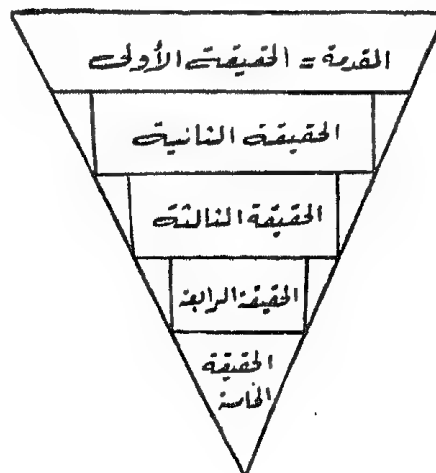 المقدمة = الحقيقة الأولى
الحقيقة الثانية
الحقيقة الثالثة
الحقيقة الرابعة
الحقيقة
الخامسة